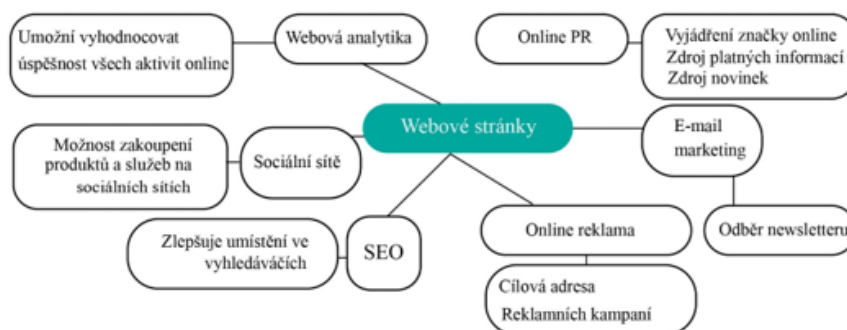 Umožní vyhodnocovat
úspěšnost všech aktivit online
Webová analytika
Online PR
Vyjádření značky online
Zdroj platných informací
Zdroj novinek
Webové stránky
E-mail
marketing
Možnost zakoupení
produktů a služeb na
sociálních sítích
Sociální sítě
Zlepšuje umístění ve
vyhledáváčích
SEO
Online reklama
Odběr newsletteru
Cílová adresa
Reklamních kampaní